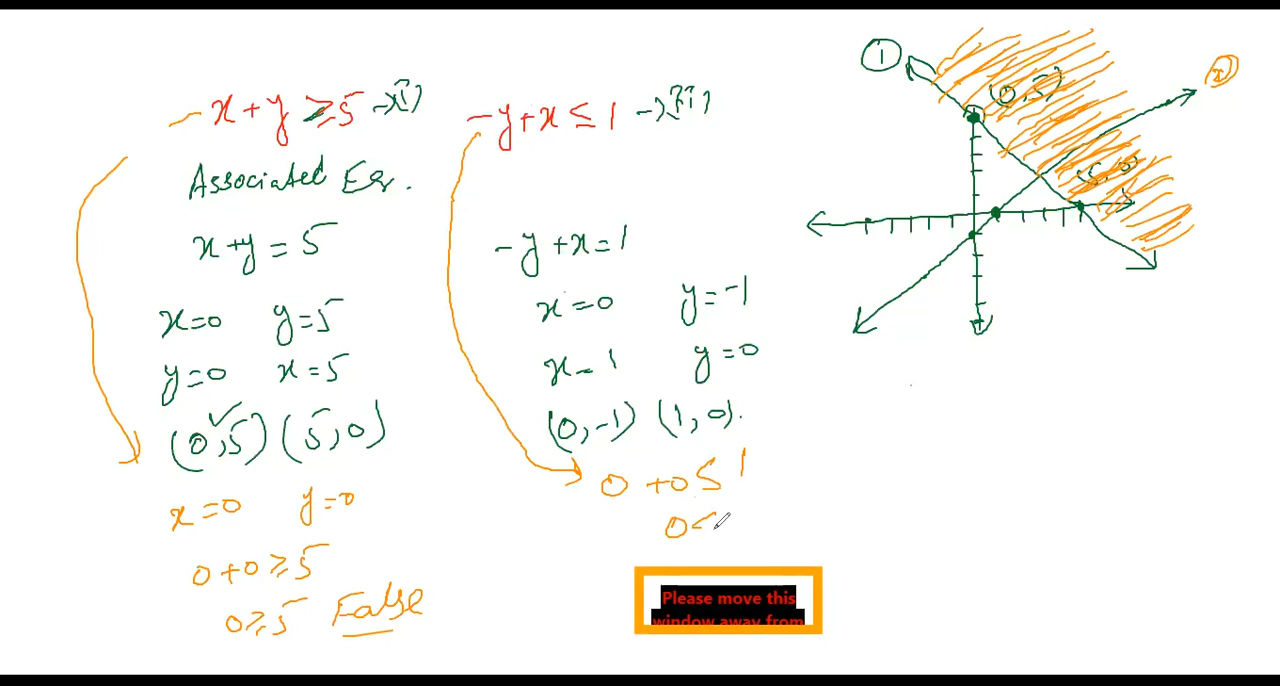 x+y ≥ 5 → (i)
Associated Eq.
x+y = 5
x=0 y=5
y=0 x=5
(0,5) (5,0)
x=0 y=0
0+0 ≥ 5
0 ≥ 5 False
-y+x ≤ 1 → (ii)
-y+x=1
x=0 y=-1
x=1 y=0
(0,-1) (1,0).
0+0 ≤ 1
0<
Please move this
window away from
1
(0,5)
(5,0)